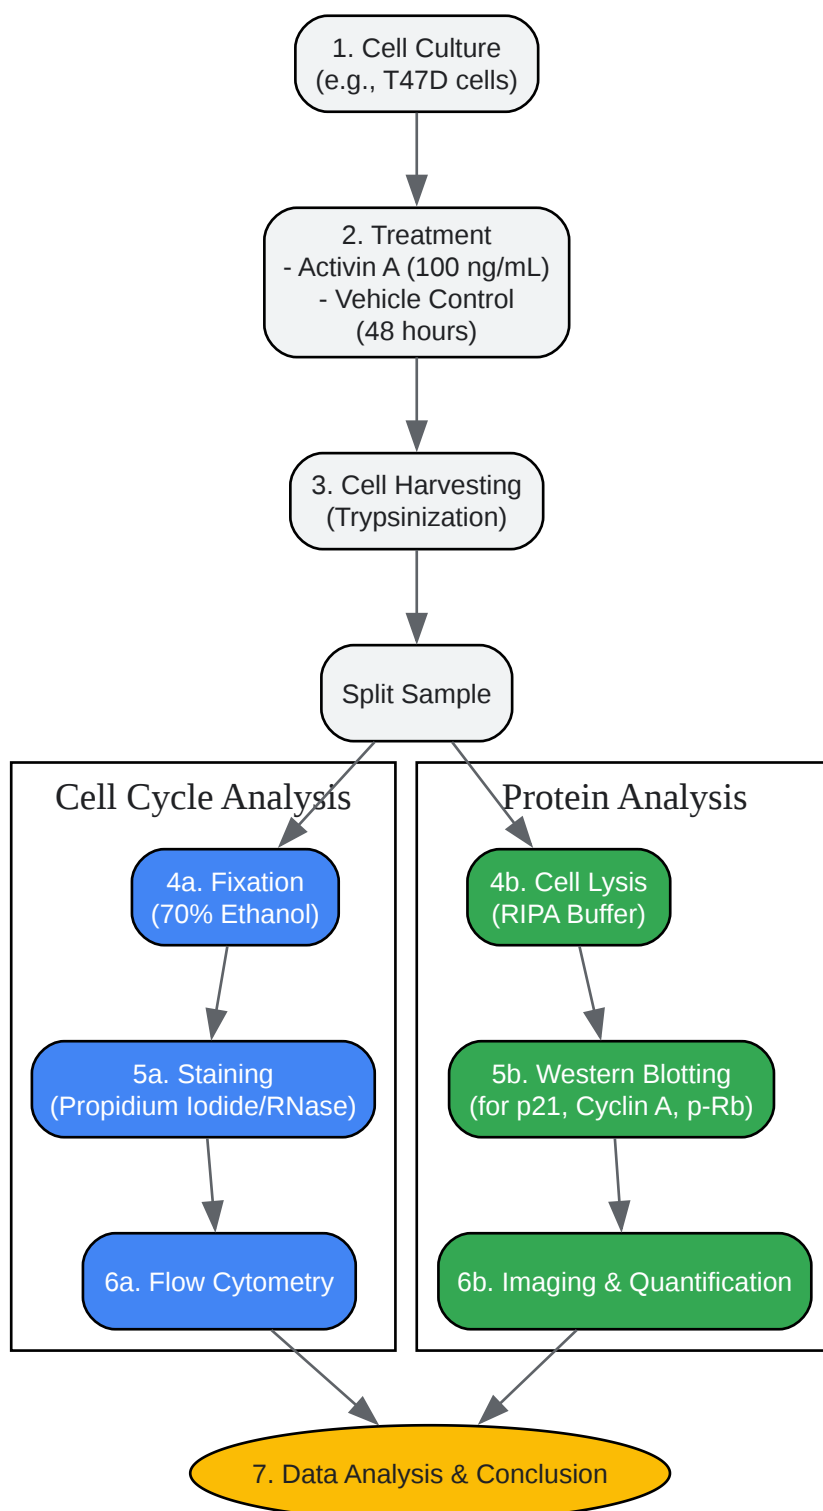 1. Cell Culture
(e.g., T47D cells)
2. Treatment
- Activin A (100 ng/mL)
- Vehicle Control
(48 hours)
3. Cell Harvesting
(Trypsinization)
Split Sample
Cell Cycle Analysis
4a. Fixation
(70% Ethanol)
5a. Staining
(Propidium Iodide/RNase)
6a. Flow Cytometry
Protein Analysis
4b. Cell Lysis
(RIPA Buffer)
5b. Western Blotting
(for p21, Cyclin A, p-Rb)
6b. Imaging & Quantification
7. Data Analysis & Conclusion